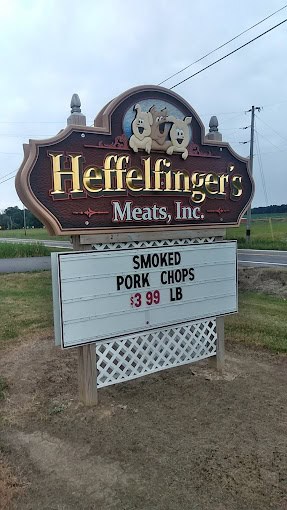 Heffelfinger's
Meats, Inc.
SMOKED
PORK CHOPS
$3 99 LB